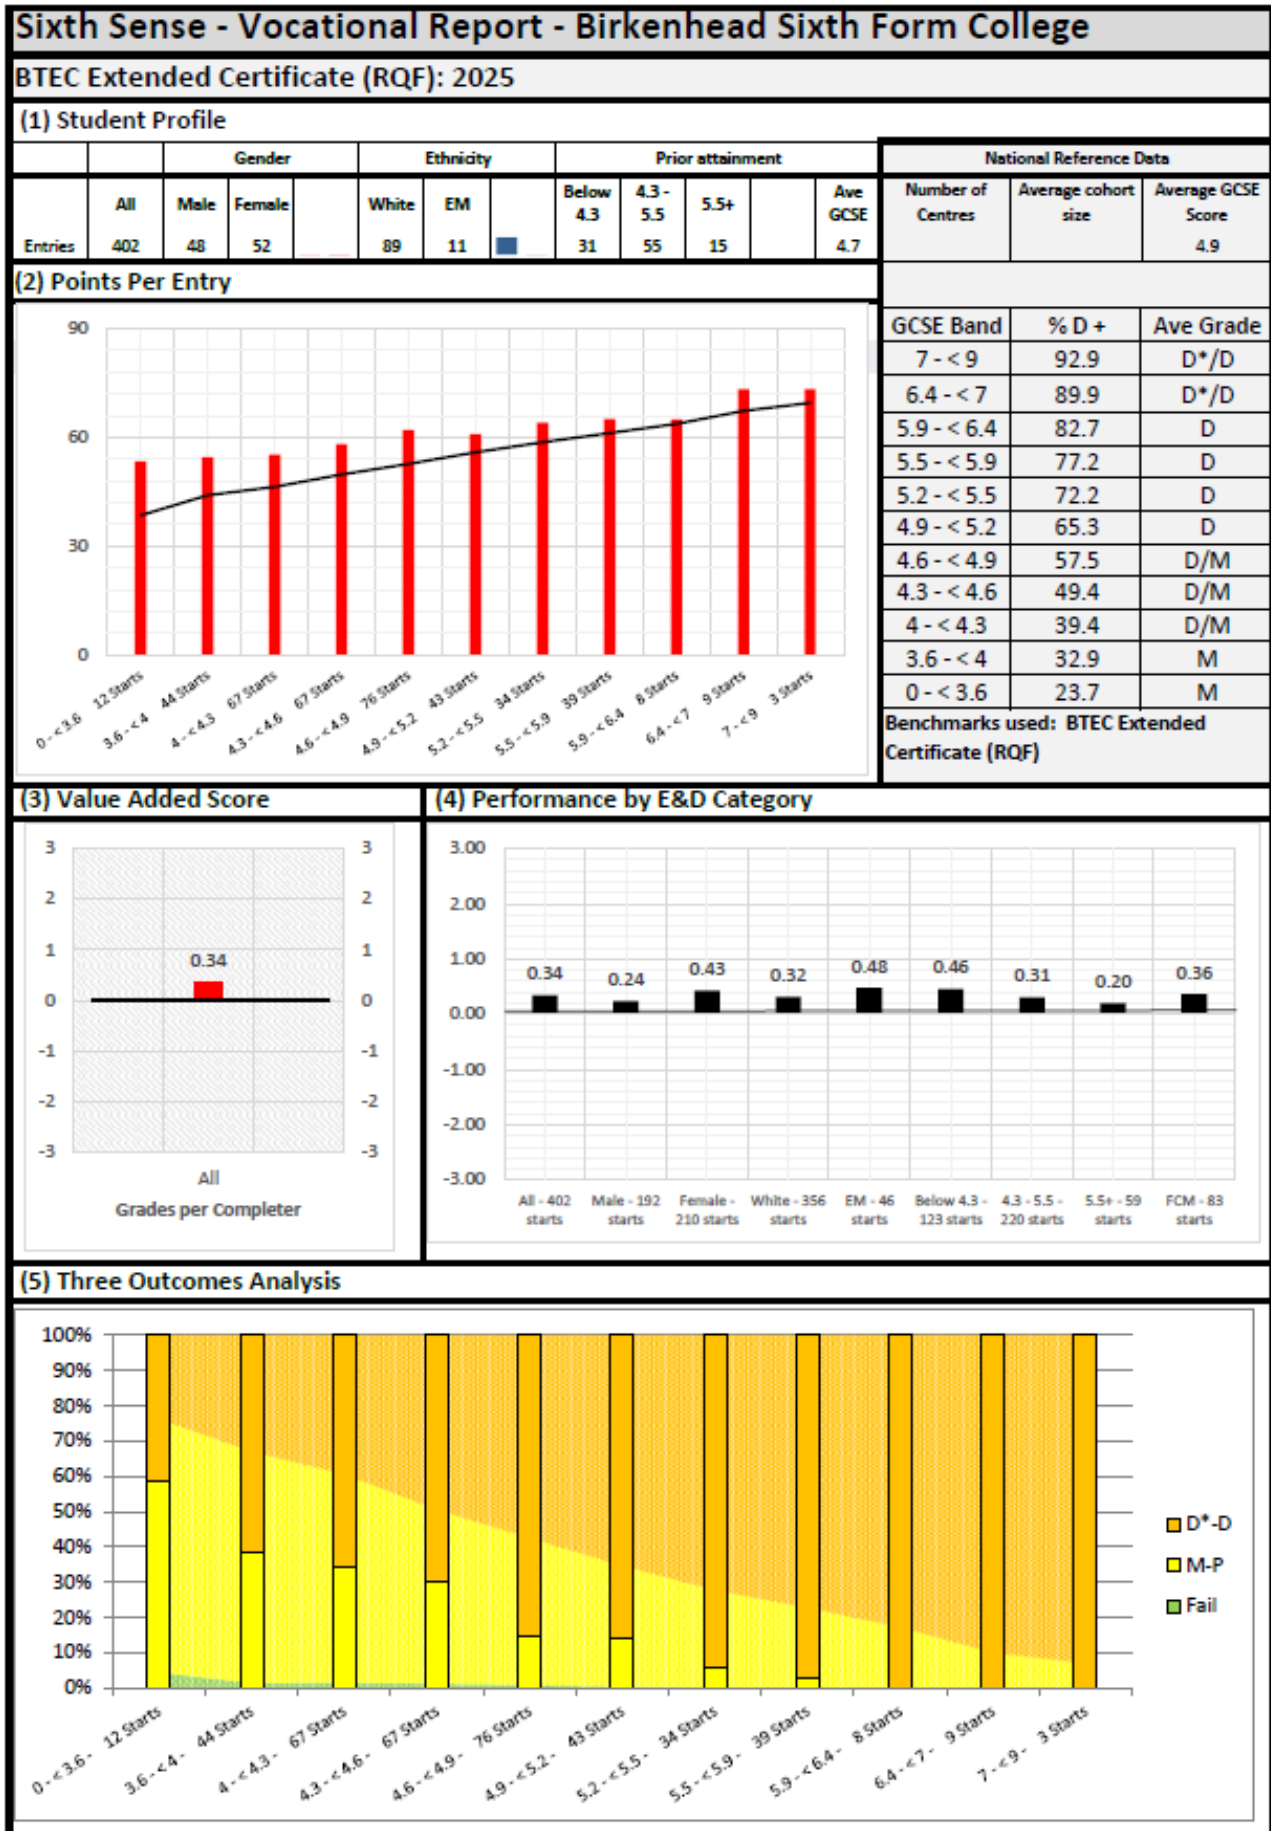 Sixth Sense - Vocational Report - Birkenhead Sixth Form College
BTEC Extended Certificate (RQF): 2025
(1) Student Profile
Gender Ethnicity Prior attainment National Reference Data
All Male Female White EM Below 4.3 4.3 - 5.5 5.5+ Ave GCSE Number of Centres Average cohort size Average GCSE Score
Entries 402 48 52 89 11 31 55 15 4.7 4.9
(2) Points Per Entry
90
60
30
0
0 - <3.6 12 Starts
3.6 - <4 44 Starts
4 - <4.3 67 Starts
4.3 - <4.6 67 Starts
4.6 - <4.9 76 Starts
4.9 - <5.2 43 Starts
5.2 - <5.5 34 Starts
5.5 - <5.9 39 Starts
5.9 - <6.4 8 Starts
6.4 - <7 9 Starts
7 - <9 3 Starts
GCSE Band % D + Ave Grade
7 - < 9 92.9 D*/D
6.4 - < 7 89.9 D*/D
5.9 - < 6.4 82.7 D
5.5 - < 5.9 77.2 D
5.2 - < 5.5 72.2 D
4.9 - < 5.2 65.3 D
4.6 - < 4.9 57.5 D/M
4.3 - < 4.6 49.4 D/M
4 - < 4.3 39.4 D/M
3.6 - < 4 32.9 M
0 - < 3.6 23.7 M
Benchmarks used: BTEC Extended
Certificate (RQF)
(3) Value Added Score
3 3
2 2
1 1
0.34
0 0
-1 -1
-2 -2
-3 -3
All
Grades per Completer
(4) Performance by E&D Category
3.00
2.00
1.00
0.34 0.24 0.43 0.32 0.48 0.46 0.31 0.20 0.36
0.00
-1.00
-2.00
-3.00
All - 402 Male - 192 Female - White - 356 EM - 46 Below 4.3 - 4.3 - 5.5 - 5.5+ - 59 FCM - 83
starts starts 210 starts starts starts 123 starts 220 starts starts starts
(5) Three Outcomes Analysis
100%
90%
80%
70%
60%
50%
40%
30%
20%
10%
0%
D*-D
M-P
Fail
0 - <3.6 - 12 Starts
3.6 - <4 - 44 Starts
4 - <4.3 - 67 Starts
4.3 - <4.6 - 67 Starts
4.6 - <4.9 - 76 Starts
4.9 - <5.2 - 43 Starts
5.2 - <5.5 - 34 Starts
5.5 - <5.9 - 39 Starts
5.9 - <6.4 - 8 Starts
6.4 - <7 - 9 Starts
7 - <9 - 3 Starts